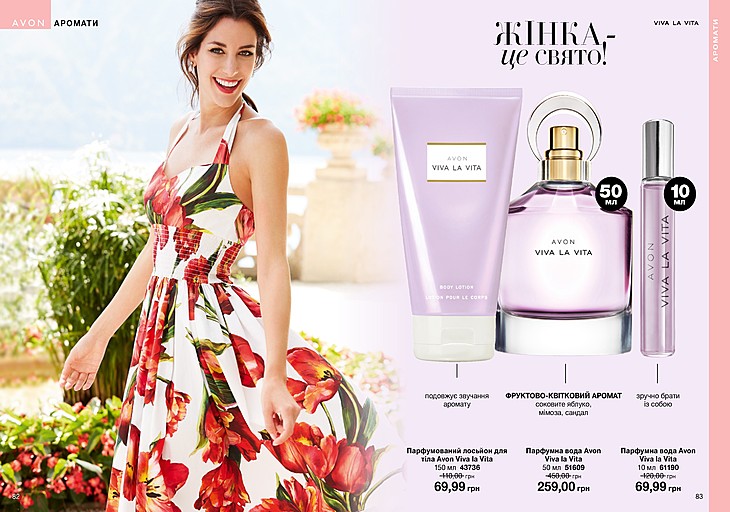 AVON АРОМАТИ
VIVA LA VITA
АРОМАТИ
ЖІНКА -
це СВЯТО!
AVON
VIVA LA VITA
BODY LOTION
LOTION POUR LE CORPS
AVON
VIVA LA VITA
50
МЛ
AVON
VIVA LA VITA
10
МЛ
подовжує звучання
аромату
ФРУКТОВО-КВІТКОВИЙ АРОМАТ
соковите яблуко,
мімоза, сандал
зручно брати
із собою
Парфумований лосьйон для
тіла Avon Viva la Vita
150 мл 43736
110,00 грн
69,99 грн
Парфумна вода Avon
Viva la Vita
50 мл 51609
450,00 грн
259,00 грн
Парфумна вода Avon
Viva la Vita
10 мл 61190
120,00 грн
69,99 грн
82
83